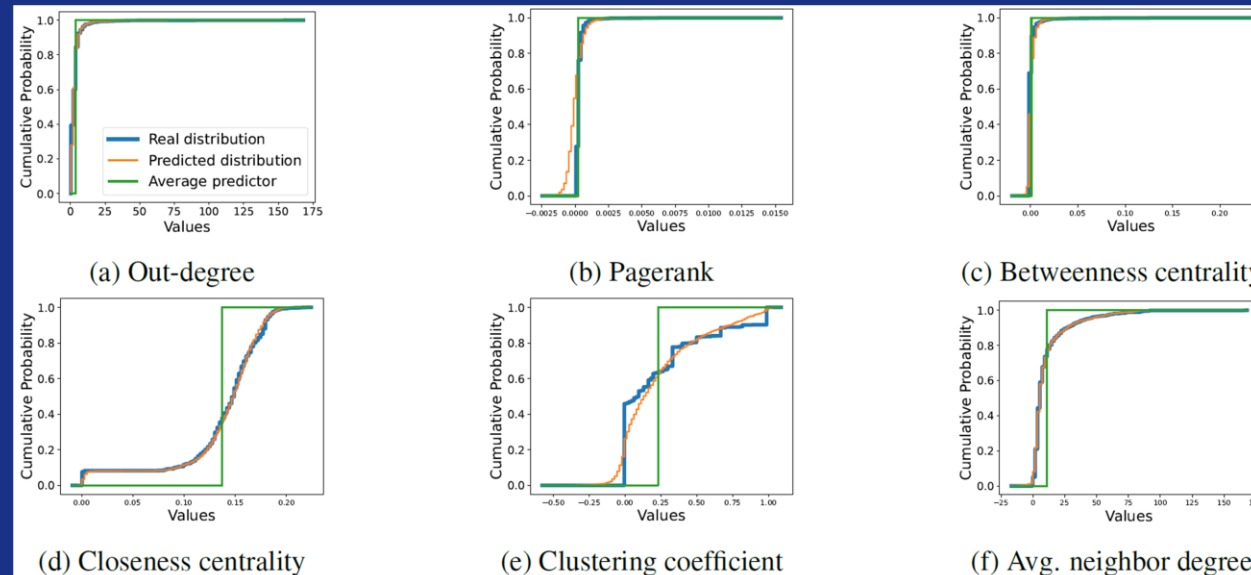 Cumulative Probability
1.0
0.8
0.6
0.4
0.2
0.0
Real distribution
Predicted distribution
Average predictor
0 25 50 75 100 125 150 175
Values
(a) Out-degree
Cumulative Probability
1.0
0.8
0.6
0.4
0.2
0.0
−0.0025 0.0000 0.0025 0.0050 0.0075 0.0100 0.0125 0.0150
Values
(b) Pagerank
Cumulative Probability
1.0
0.8
0.6
0.4
0.2
0.0
0.00 0.05 0.10 0.15 0.20
Values
(c) Betweenness centrality
Cumulative Probability
1.0
0.8
0.6
0.4
0.2
0.0
0.00 0.05 0.10 0.15 0.20
Values
(d) Closeness centrality
Cumulative Probability
1.0
0.8
0.6
0.4
0.2
0.0
−0.50 −0.25 0.00 0.25 0.50 0.75 1.00
Values
(e) Clustering coefficient
Cumulative Probability
1.0
0.8
0.6
0.4
0.2
0.0
−25 0 25 50 75 100 125 150
Values
(f) Avg. neighbor degree